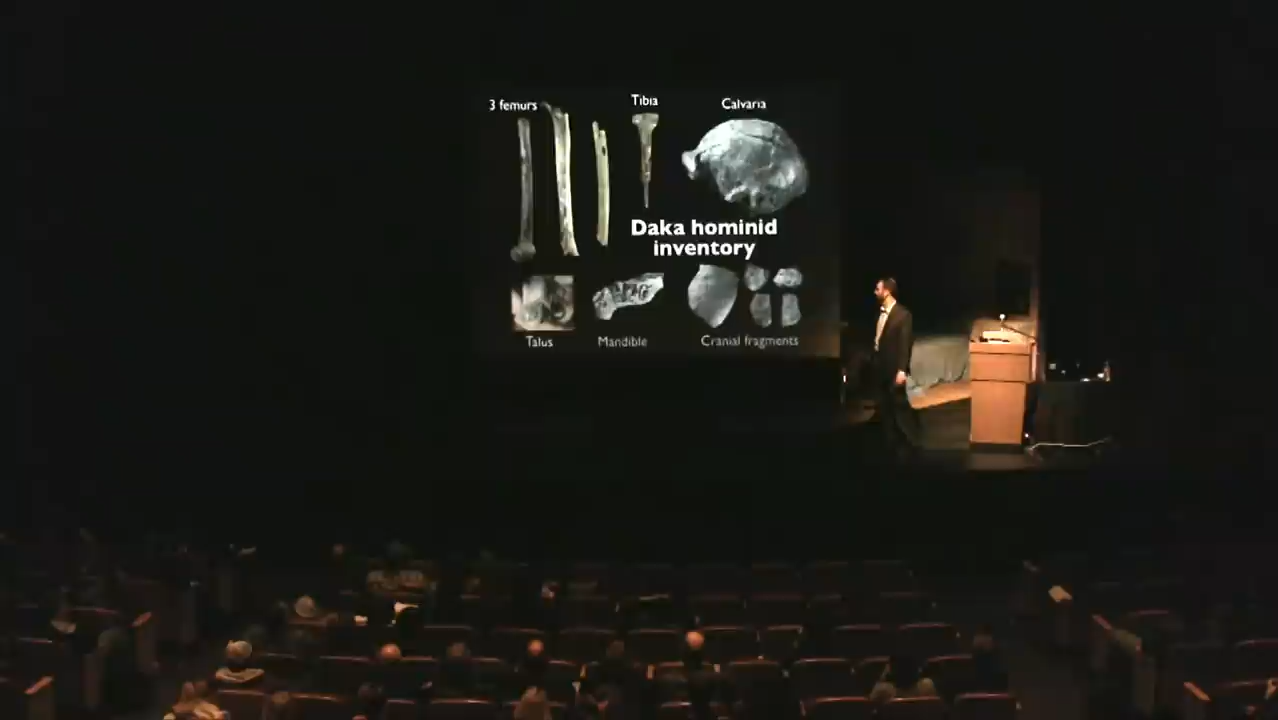 3 femurs
Tibia
Calvaria
Daka hominid
inventory
Talus
Mandible
Cranial fragments